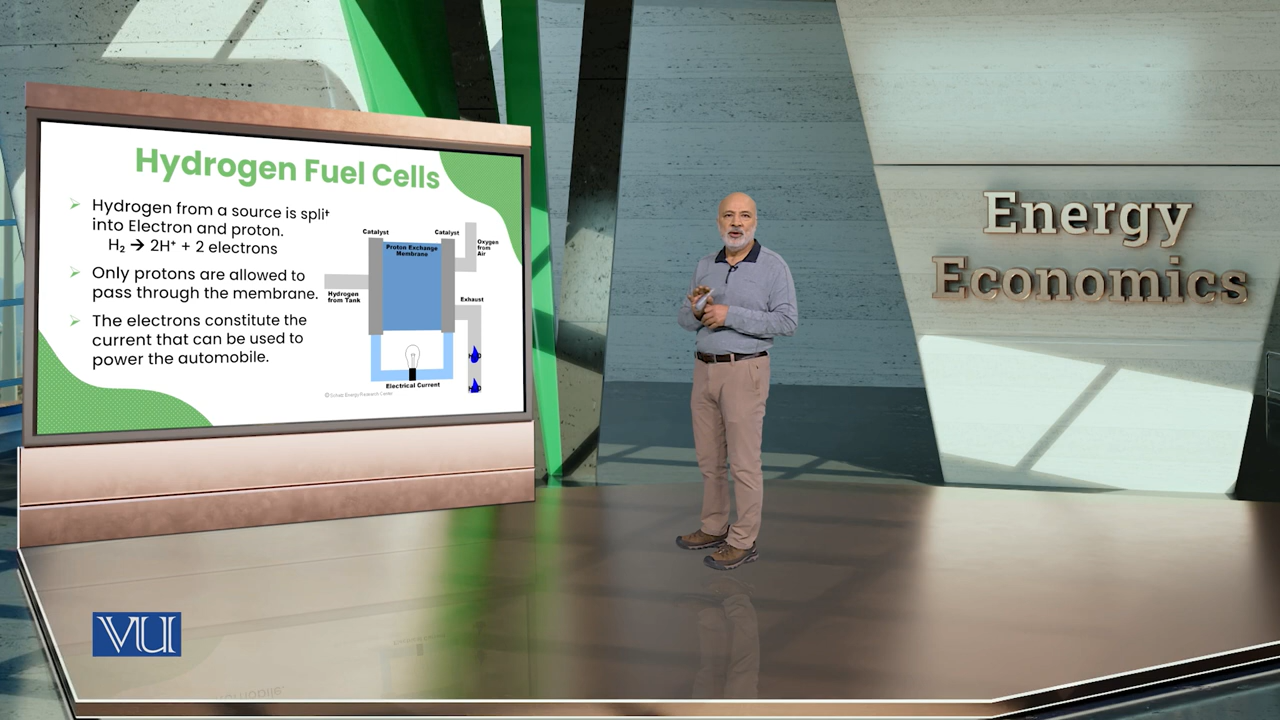 Hydrogen Fuel Cells
Hydrogen from a source is split
into Electron and proton.
H₂ → 2H⁺ + 2 electrons
Only protons are allowed to
pass through the membrane.
The electrons constitute the
current that can be used to
power the automobile.
Catalyst
Catalyst
Proton Exchange
Membrane
Oxygen
from
Air
Hydrogen
from Tank
Exhaust
Electrical Current
Energy
Economics
VU